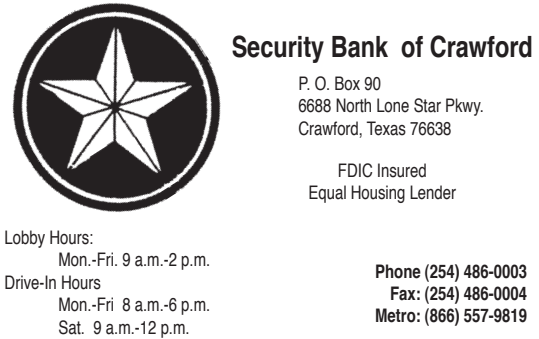 Security Bank of Crawford
P. O. Box 90
6688 North Lone Star Pkwy.
Crawford, Texas 76638
FDIC Insured
Equal Housing Lender
Lobby Hours:
Mon.-Fri. 9 a.m.-2 p.m.
Drive-In Hours
Mon.-Fri 8 a.m.-6 p.m.
Sat. 9 a.m.-12 p.m.
Phone (254) 486-0003
Fax: (254) 486-0004
Metro: (866) 557-9819